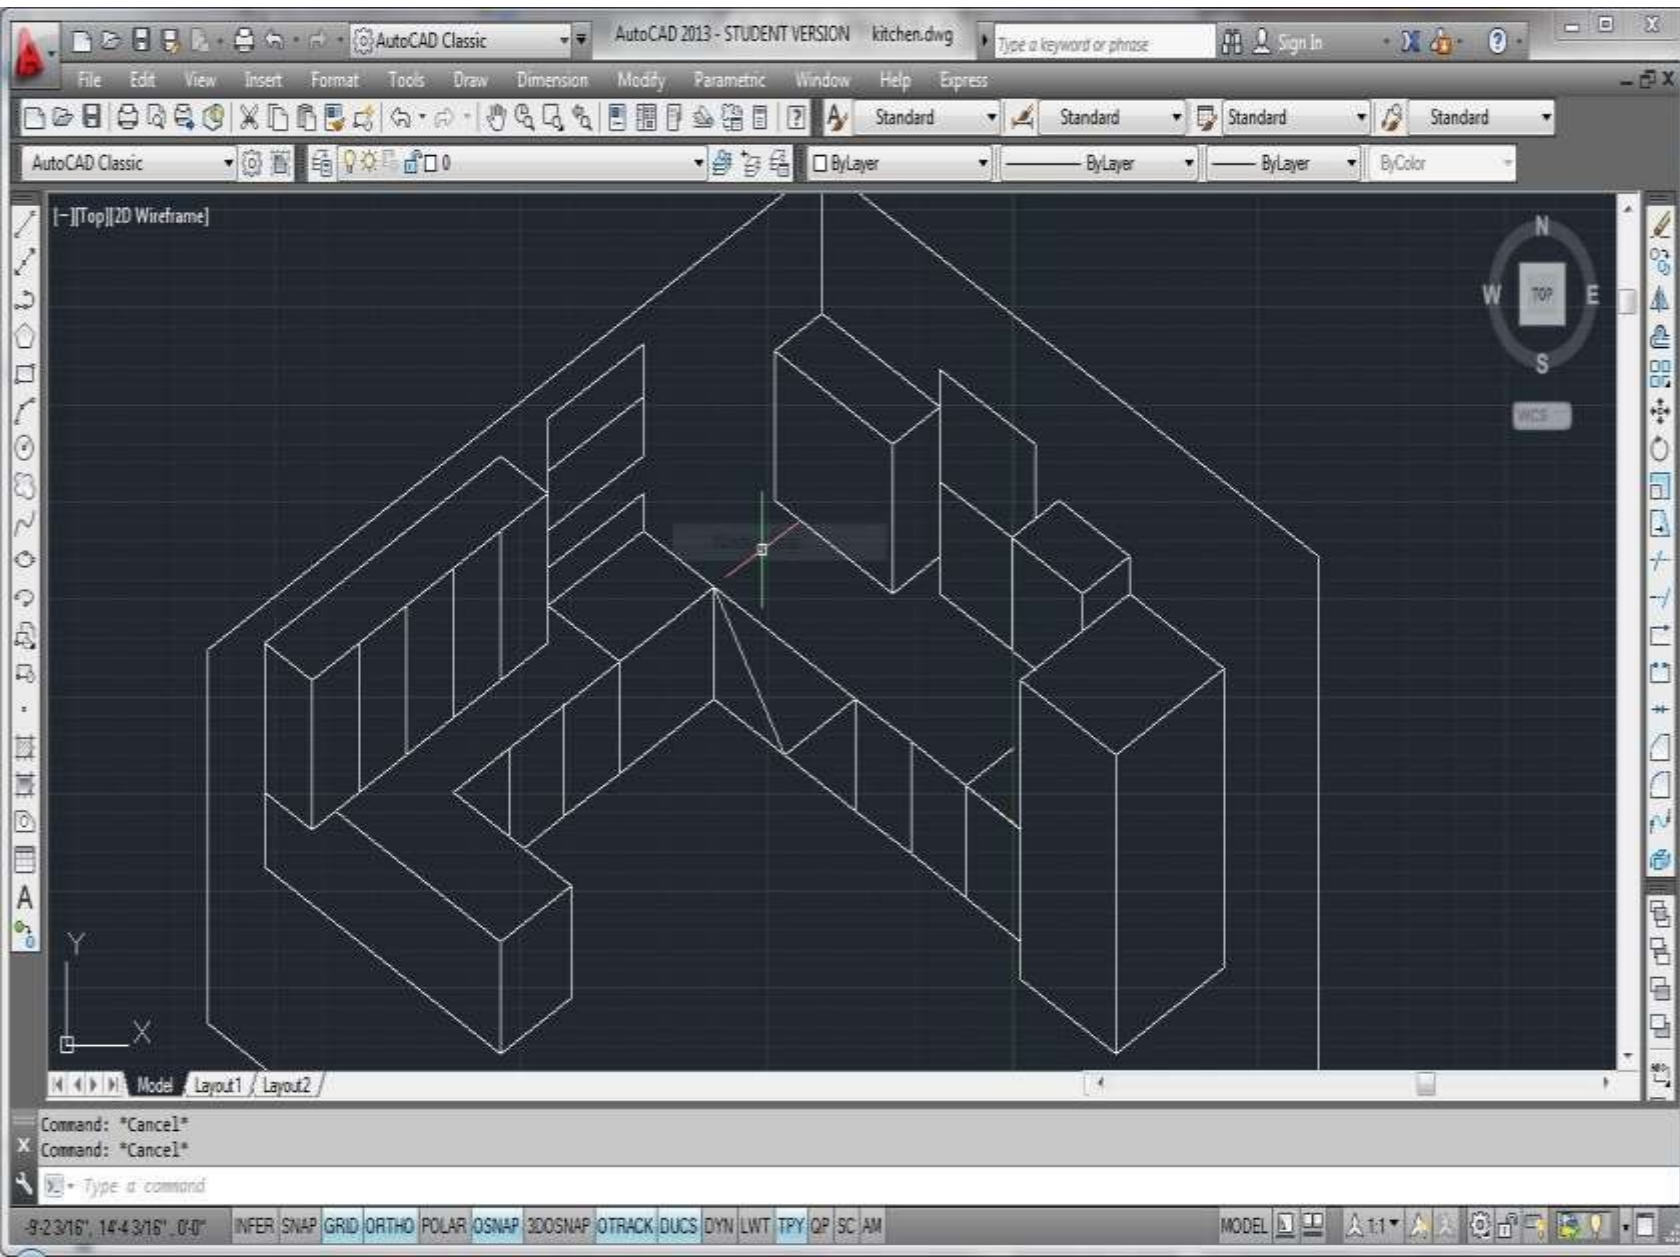 AutoCAD Classic
AutoCAD 2013 - STUDENT VERSION kitchen.dwg
Type a keyword or phrase
Sign In
File Edit View Insert Format Tools Draw Dimension Modify Parametric Window Help Express
Standard Standard Standard Standard
AutoCAD Classic 0 ByLayer ByLayer ByLayer ByColor
[−][Top][2D Wireframe]
N
W TOP E
S
WCS
Y
X
Model Layout1 Layout2
Command: *Cancel*
Command: *Cancel*
Type a command
-9'-2 3/16", 14'-4 3/16" , 0'-0" INFER SNAP GRID ORTHO POLAR OSNAP 3DOSNAP OTRACK DUCS DYN LWT TPY QP SC AM MODEL 1:1